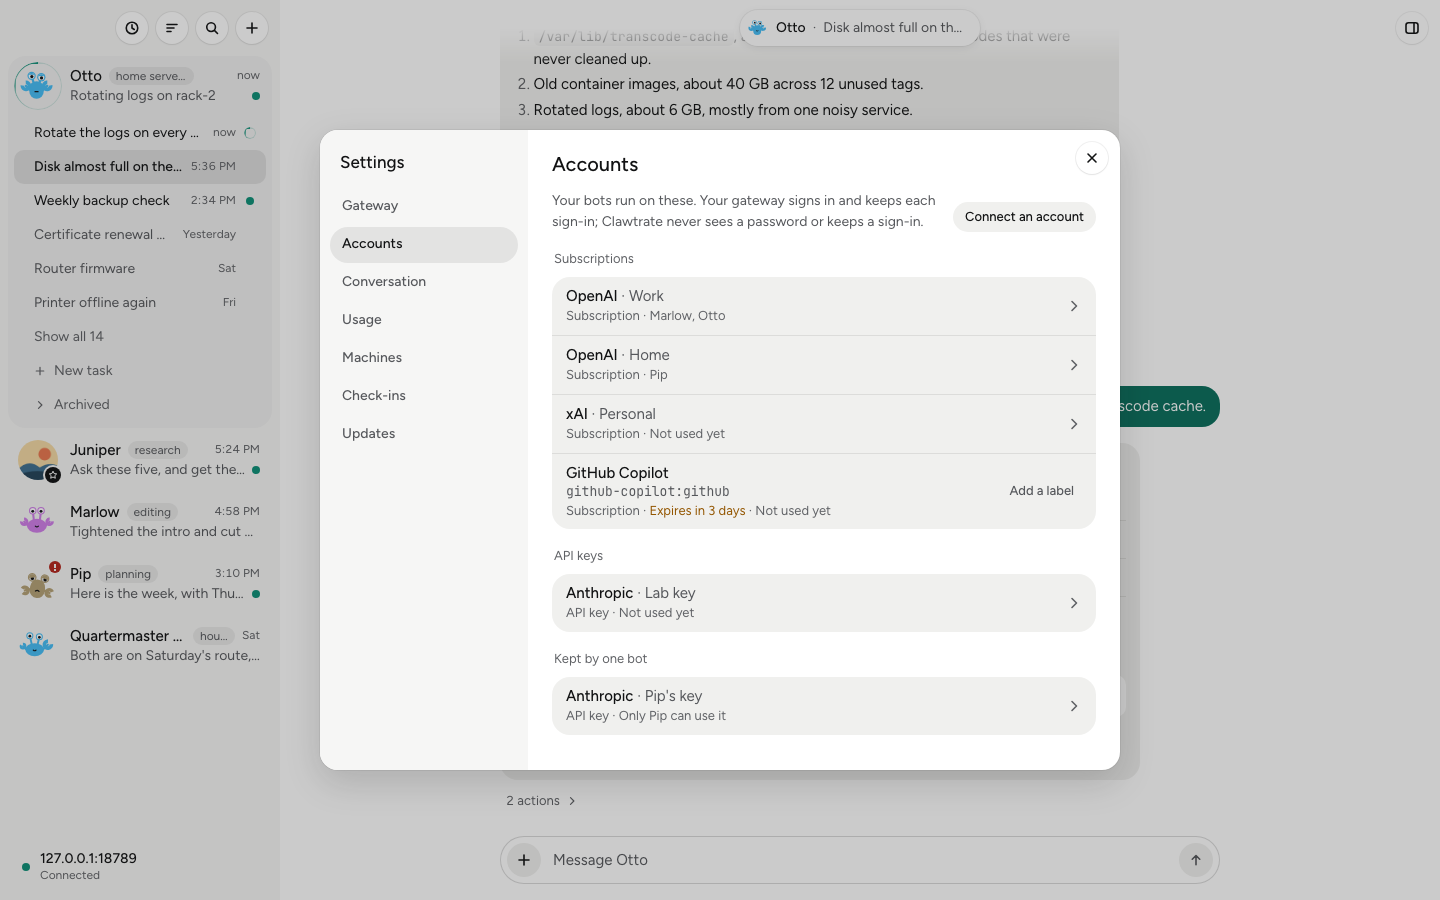 Otto · Disk almost full on th...
Otto
home serve...
now
Rotating logs on rack-2
Rotate the logs on every ...
now
Disk almost full on the...
5:36 PM
Weekly backup check
2:34 PM
Certificate renewal ...
Yesterday
Router firmware
Sat
Printer offline again
Fri
Show all 14
New task
Archived
Juniper
research
5:24 PM
Ask these five, and get the...
Marlow
editing
4:58 PM
Tightened the intro and cut ...
Pip
planning
3:10 PM
Here is the week, with Thu...
Quartermaster ...
hou...
Sat
Both are on Saturday's route,...
127.0.0.1:18789
Connected
1. /var/lib/transcode-cache, odes that were
never cleaned up.
2. Old container images, about 40 GB across 12 unused tags.
3. Rotated logs, about 6 GB, mostly from one noisy service.
scode cache.
Settings
Gateway
Accounts
Conversation
Usage
Machines
Check-ins
Updates
Accounts
Your bots run on these. Your gateway signs in and keeps each
sign-in; Clawtrate never sees a password or keeps a sign-in.
Connect an account
Subscriptions
OpenAI · Work
Subscription · Marlow, Otto
OpenAI · Home
Subscription · Pip
xAI · Personal
Subscription · Not used yet
GitHub Copilot
github-copilot:github
Subscription · Expires in 3 days · Not used yet
Add a label
API keys
Anthropic · Lab key
API key · Not used yet
Kept by one bot
Anthropic · Pip's key
API key · Only Pip can use it
2 actions
Message Otto